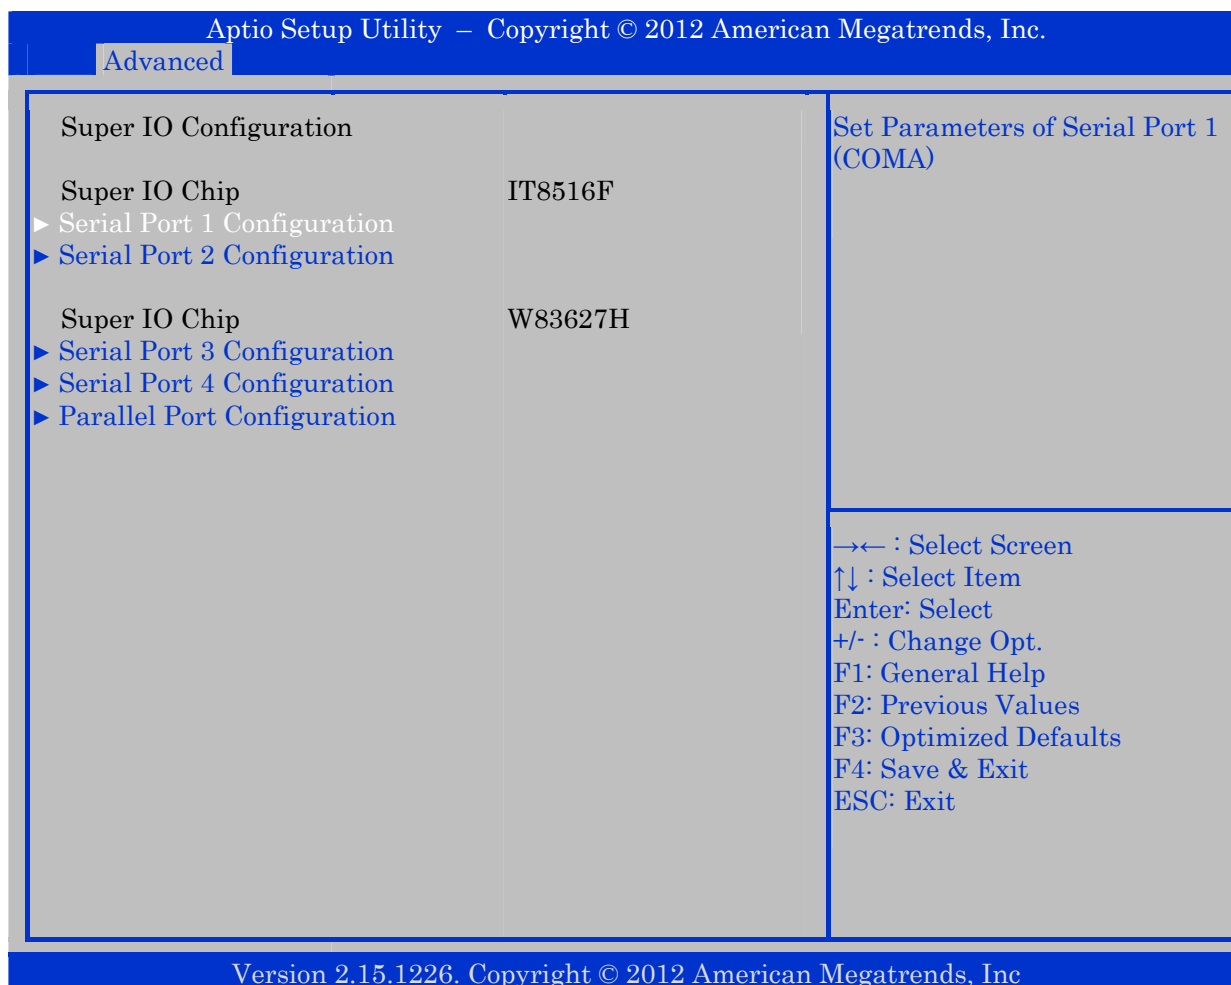 Aptio Setup Utility – Copyright © 2012 American Megatrends, Inc.
Advanced
Super IO Configuration
Super IO Chip IT8516F
► Serial Port 1 Configuration
► Serial Port 2 Configuration
Super IO Chip W83627H
► Serial Port 3 Configuration
► Serial Port 4 Configuration
► Parallel Port Configuration
Set Parameters of Serial Port 1
(COMA)
→← : Select Screen
↑↓ : Select Item
Enter: Select
+/- : Change Opt.
F1: General Help
F2: Previous Values
F3: Optimized Defaults
F4: Save & Exit
ESC: Exit
Version 2.15.1226. Copyright © 2012 American Megatrends, Inc